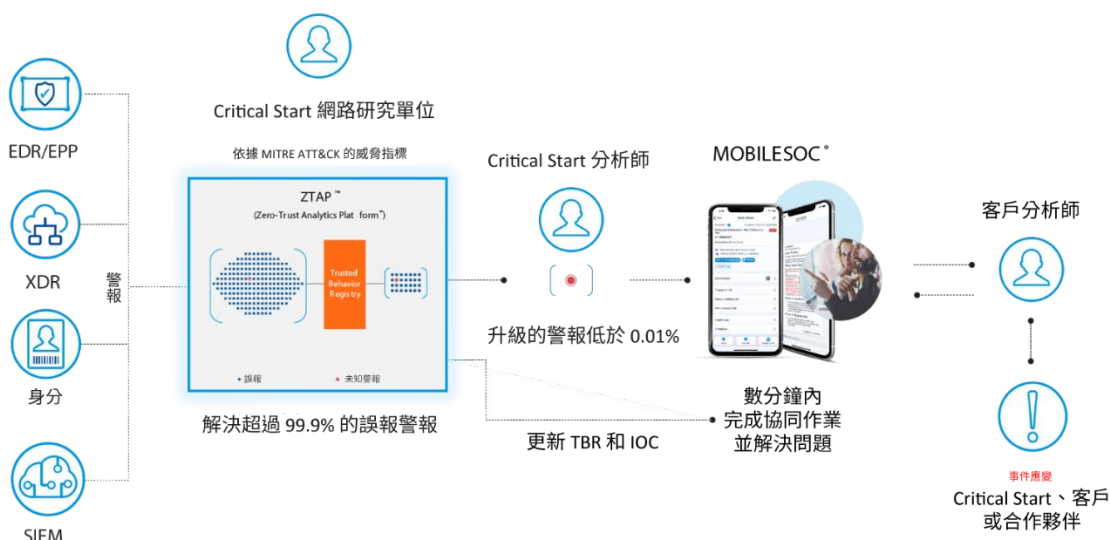 Critical Start 網路研究單位
依據 MITRE ATT&CK 的威脅指標
EDR/EPP
XDR
身分
SIEM
警報
ZTAP™
(Zero-Trust Analytics Plat form™)
Trusted
Behavior
Registry
• 誤報
• 未知警報
解決超過 99.9% 的誤報警報
Critical Start 分析師
升級的警報低於 0.01%
更新 TBR 和 IOC
MOBILESOC®
數分鐘內
完成協同作業
並解決問題
客戶分析師
事件應變
Critical Start、客戶
或合作夥伴